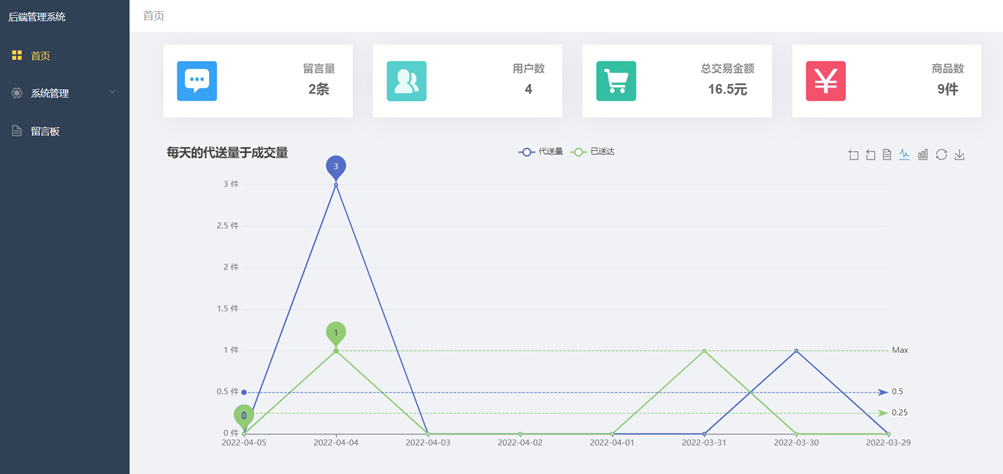 后端管理系统
首页
系统管理
留言板
首页
留言量
2条
用户数
4
总交易金额
16.5元
¥
商品数
9件
每天的代送量于成交量
代送量 已送达
3 件
2.5 件
2 件
1.5 件
1 件
0.5 件
0 件
3
1
0
Max
0.5
0.25
2022-04-05 2022-04-04 2022-04-03 2022-04-02 2022-04-01 2022-03-31 2022-03-30 2022-03-29